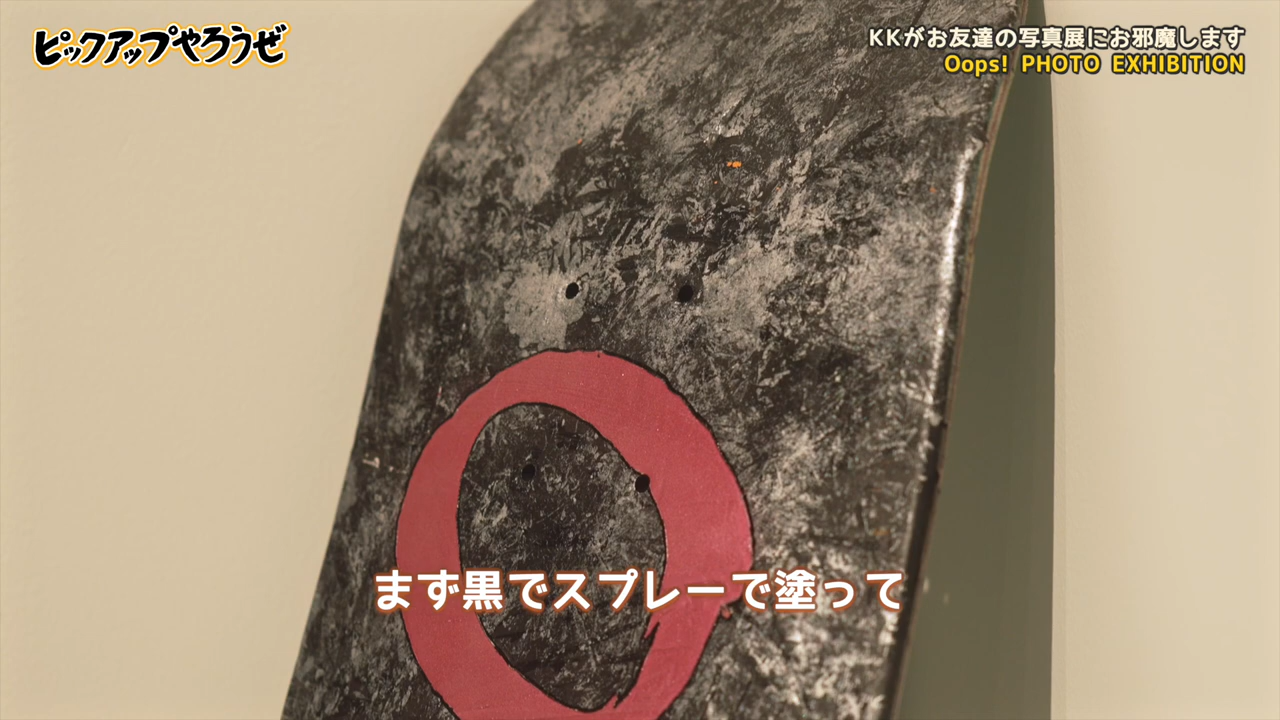 ピックアップやろうぜ
KKがお友達の写真展にお邪魔します
Oops! PHOTO EXHIBITION
まず黒でスプレーで塗って